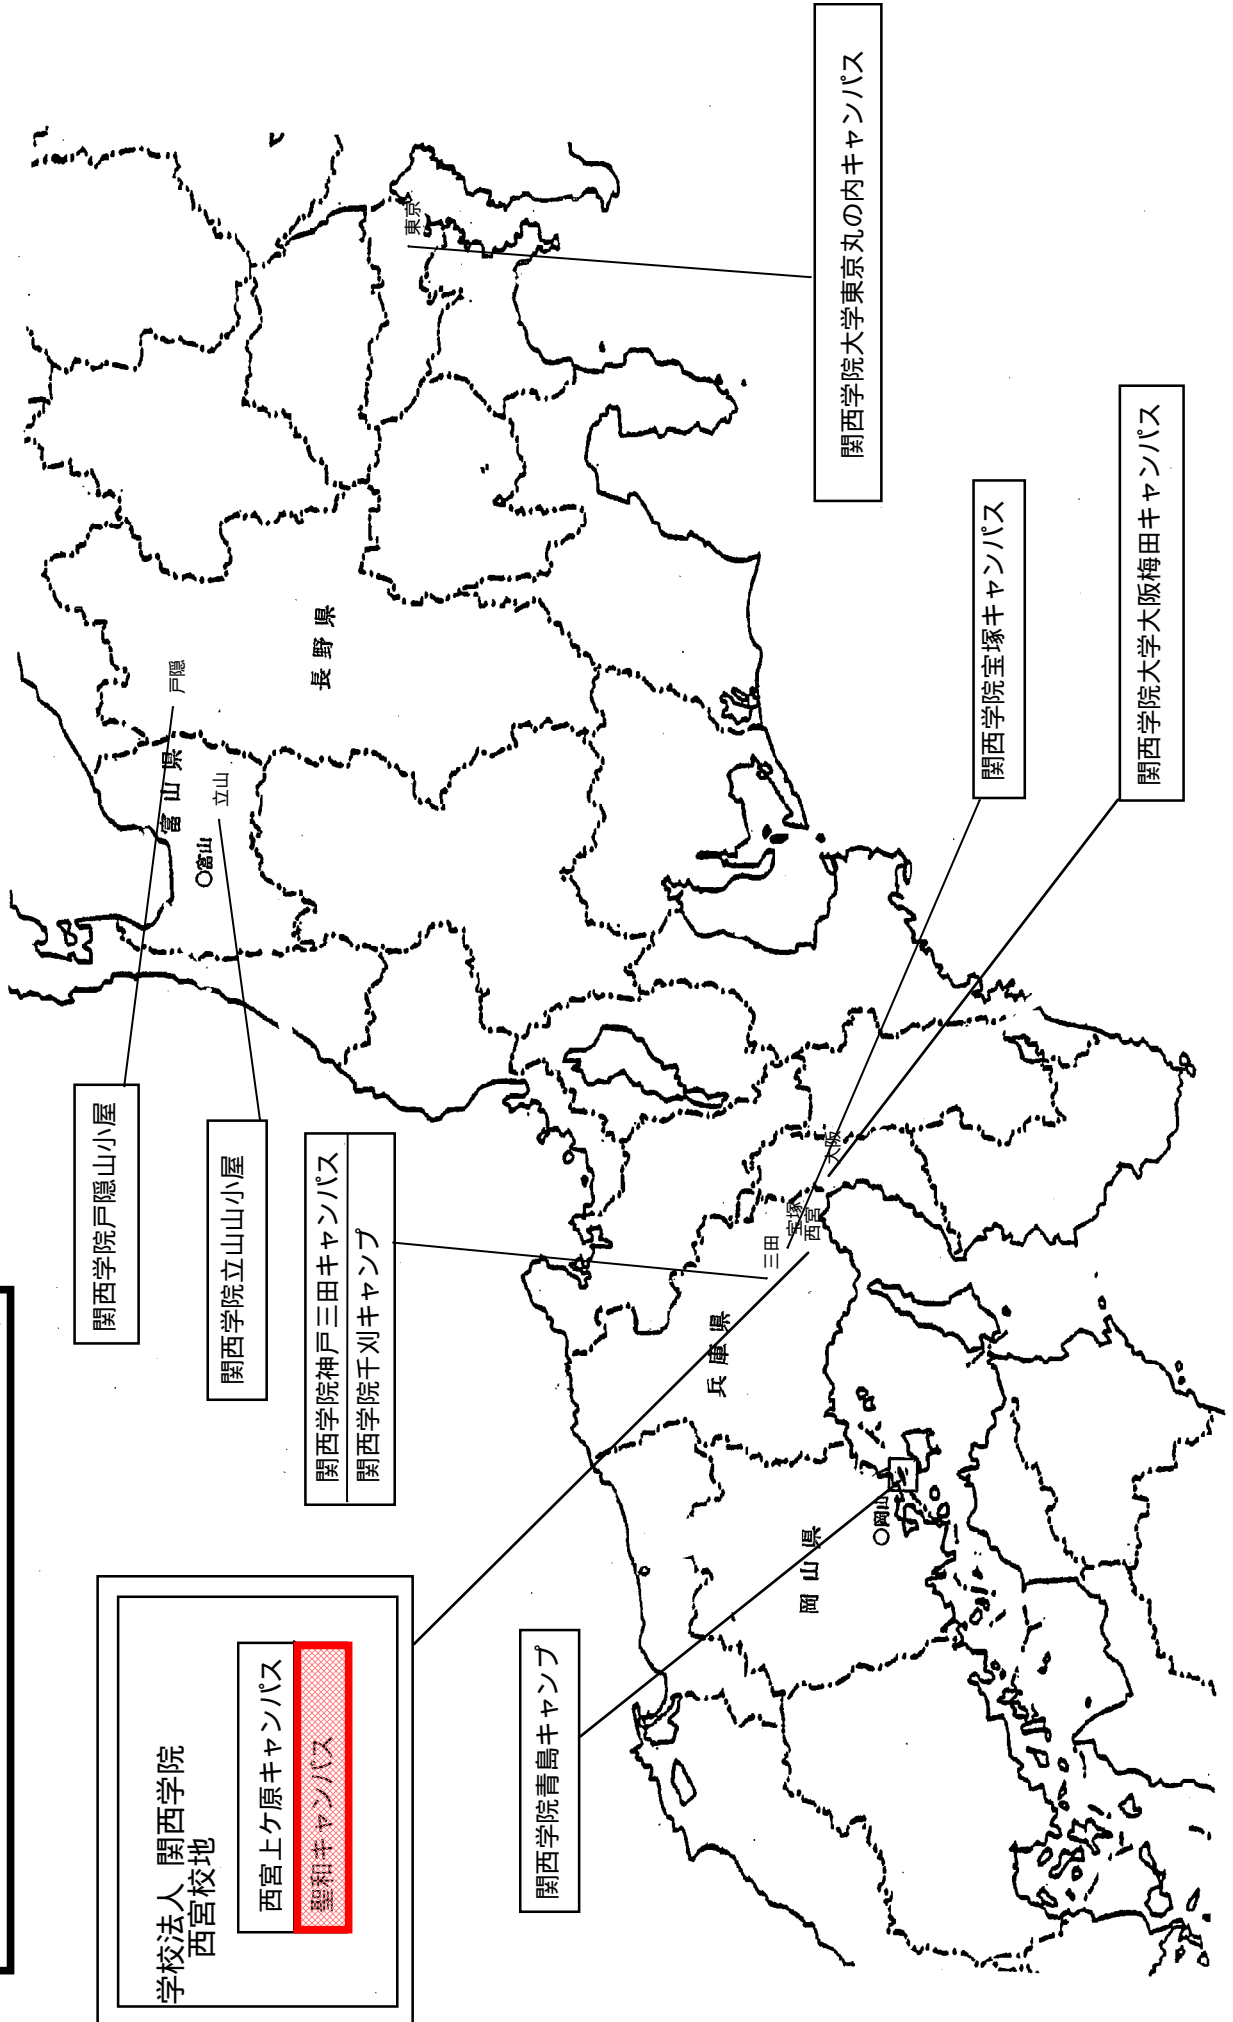 関西学院戸隠山小屋
関西学院立山山小屋
関西学院神戸三田キャンパス
関西学院千刈キャンプ
学校法人 関西学院
西宮校地
西宮上ケ原キャンパス
聖和キャンパス
関西学院青島キャンプ
富山県
○富山
立山
戸隠
長野県
東京
三田
宝塚
西宮
大阪
兵庫県
岡山県
○岡山
関西学院大学東京丸の内キャンパス
関西学院宝塚キャンパス
関西学院大学大阪梅田キャンパス